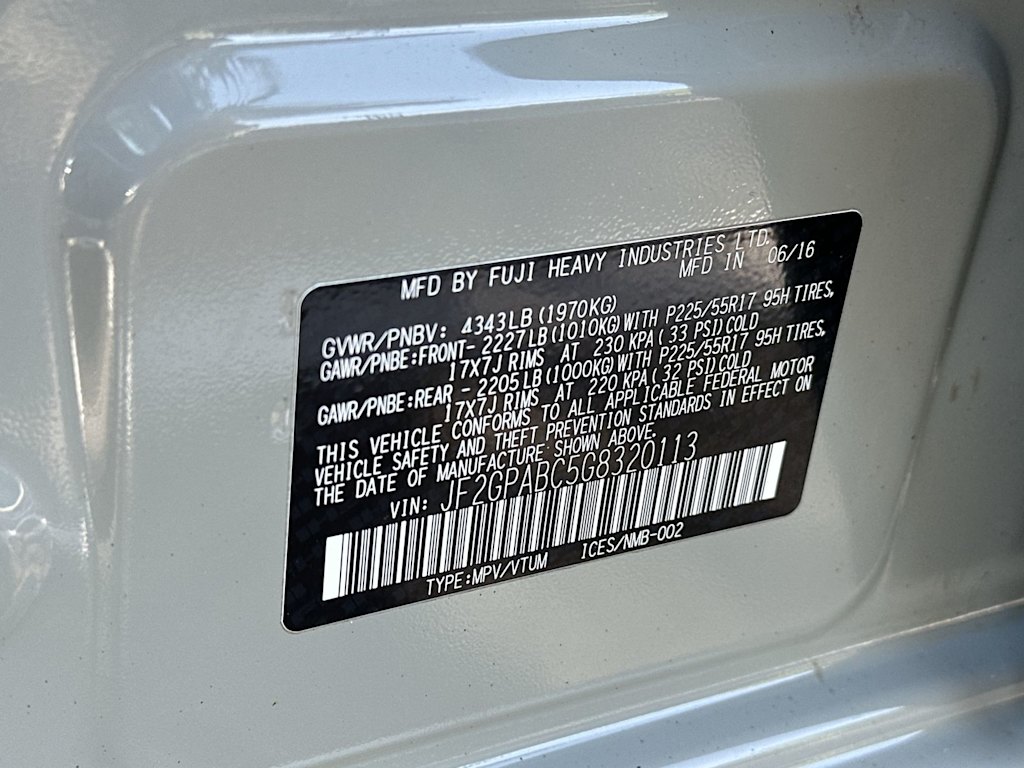 MFD BY FUJI HEAVY INDUSTRIES LTD.
MFD IN 06/16
GVWR/PNBV: 4343LB(1970KG)
GAWR/PNBE:FRONT-2227LB(1010KG)WITH P225/55R17 95H TIRES,
17X7J RIMS AT 230 KPA(33 PSI)COLD
GAWR/PNBE:REAR -2205LB(1000KG)WITH P225/55R17 95H TIRES,
17X7J RIMS AT 220 KPA(32 PSI)COLD
THIS VEHICLE CONFORMS TO ALL APPLICABLE FEDERAL MOTOR
VEHICLE SAFETY AND THEFT PREVENTION STANDARDS IN EFFECT ON
THE DATE OF MANUFACTURE SHOWN ABOVE.
VIN: JF2GPABC5G8320113
TYPE:MPV/VTUM ICES/NMB-002